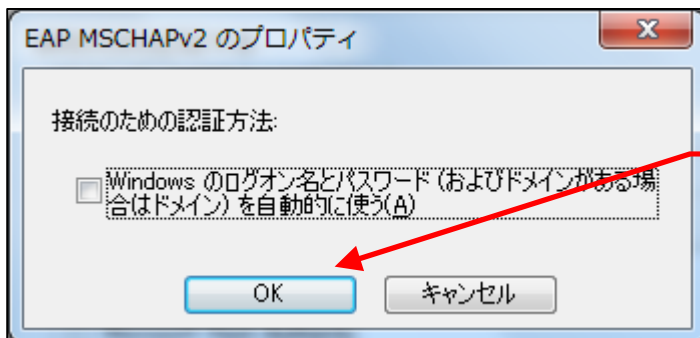 EAP MSCHAPv2 のプロパティ
接続のための認証方法:
Windows のログオン名とパスワード (およびドメインがある場
合はドメイン) を自動的に使う(A)
OK
キャンセル